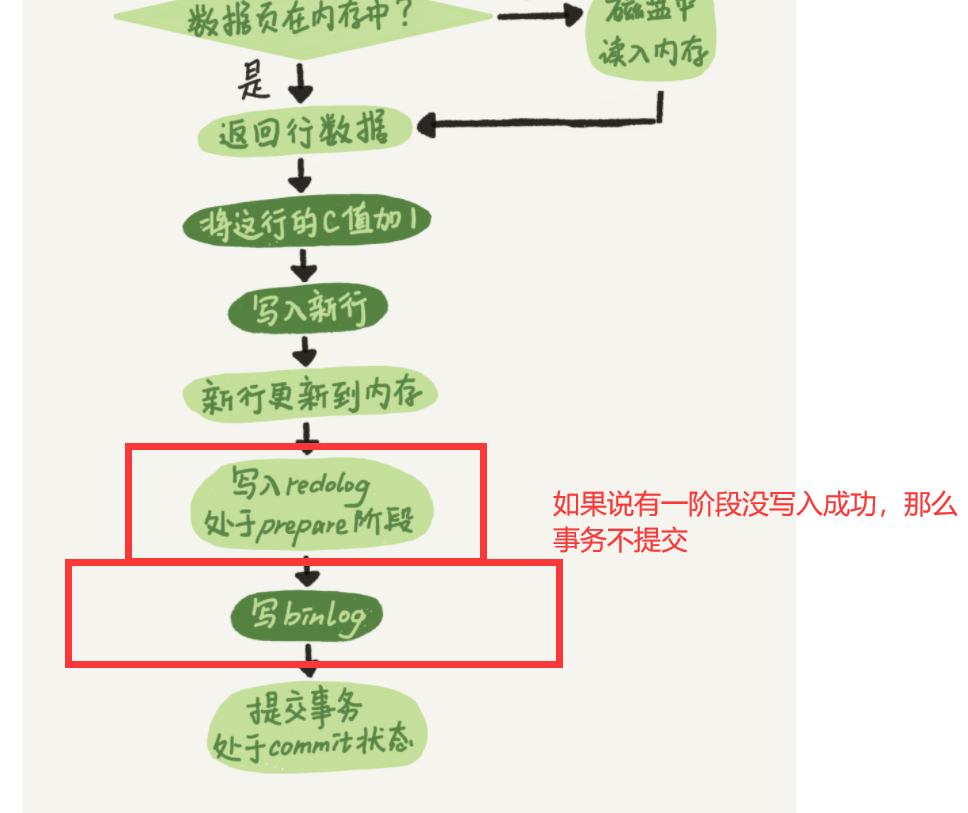 数据页在内存中？
磁盘中
读入内存
是
返回行数据
将这行的C值加1
写入新行
新行更新到内存
写入redolog
处于prepare阶段
如果说有一阶段没写入成功，那么
事务不提交
写binlog
提交事务
处于commit状态